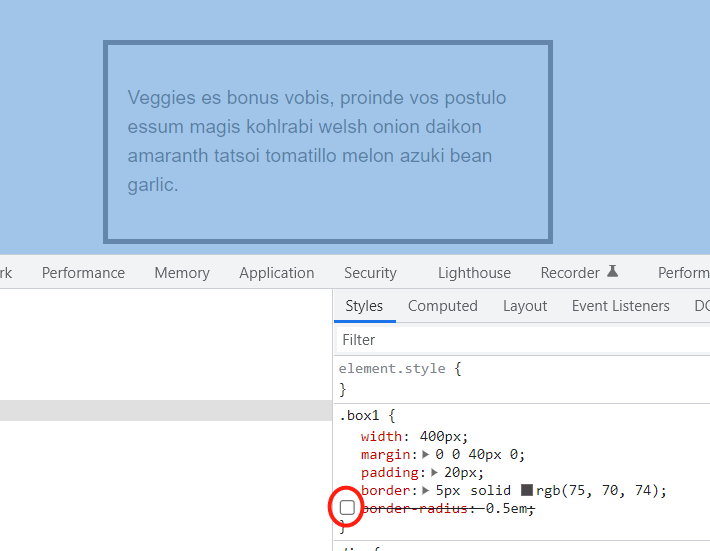 Veggies es bonus vobis, proinde vos postulo
essum magis kohlrabi welsh onion daikon
amaranth tatsoi tomatillo melon azuki bean
garlic.
rk Performance Memory Application Security Lighthouse Recorder Perform
Styles Computed Layout Event Listeners DO
Filter
element.style {
}
.box1 {
width: 400px;
margin: 0 0 40px 0;
padding: 20px;
border: 5px solid rgb(75, 70, 74);
border-radius: 0.5em;
}